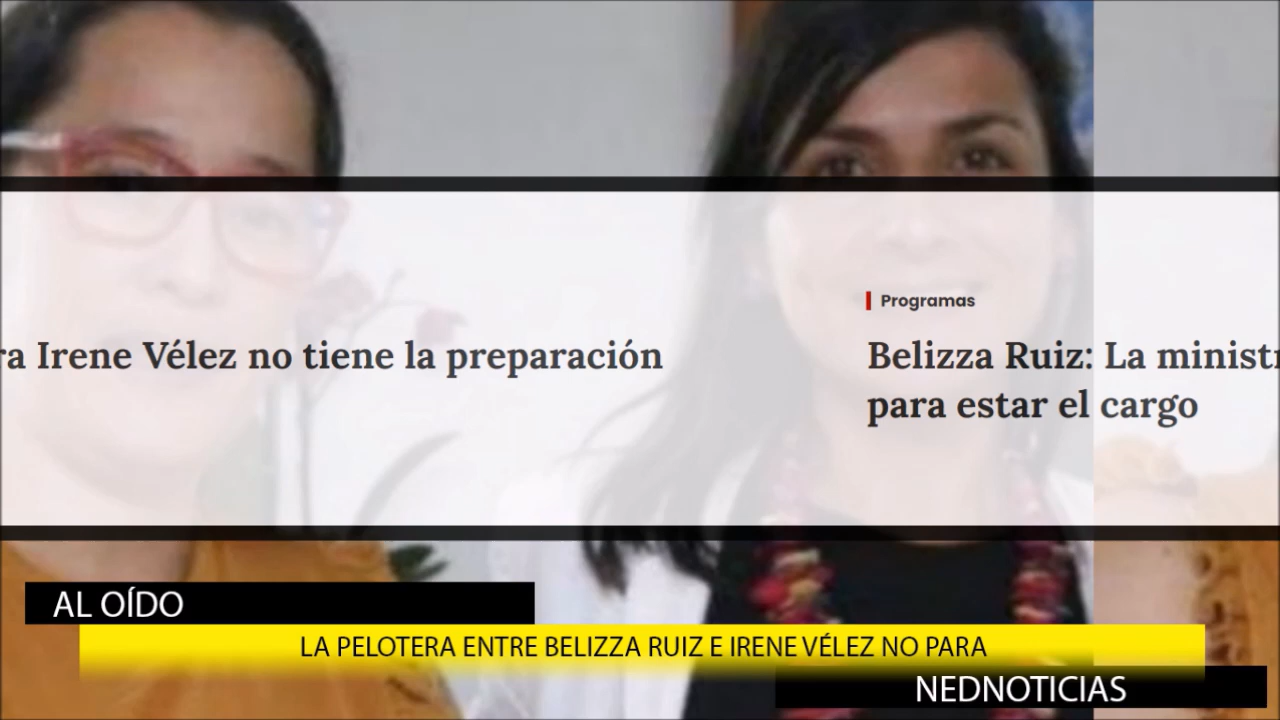 Programas
ra Irene Vélez no tiene la preparación
Belizza Ruiz: La minist
para estar el cargo
AL OÍDO
LA PELOTERA ENTRE BELIZZA RUIZ E IRENE VÉLEZ NO PARA
NEDNOTICIAS